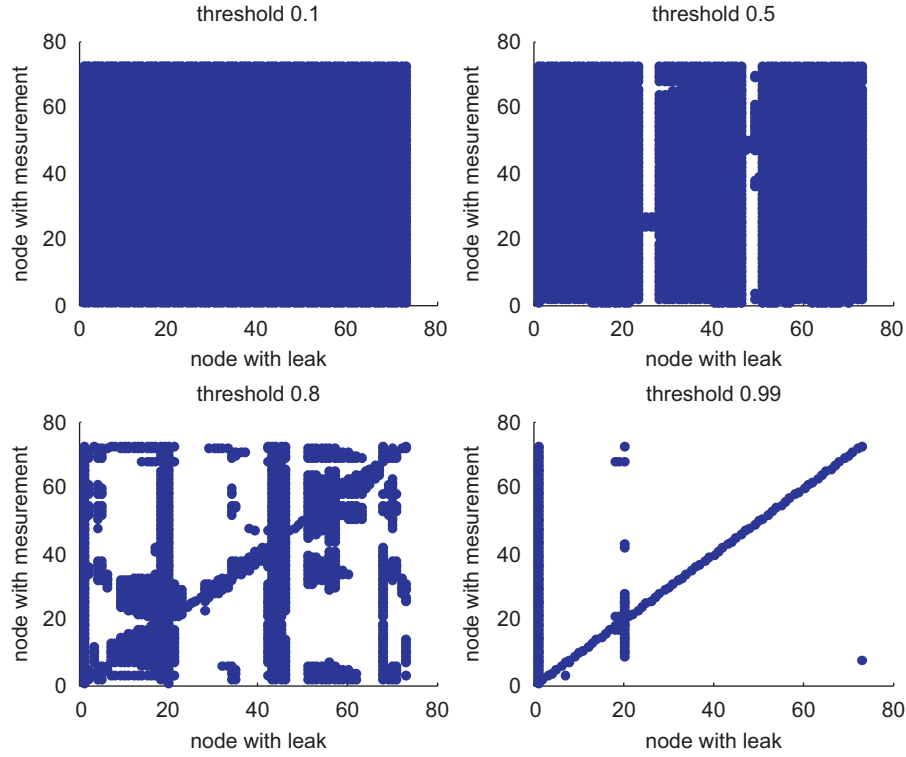 threshold 0.1
80
60
40
20
0
0 20 40 60 80
node with mesurement
node with leak
threshold 0.5
80
60
40
20
0
0 20 40 60 80
node with mesurement
node with leak
threshold 0.8
80
60
40
20
0
0 20 40 60 80
node with mesurement
node with leak
threshold 0.99
80
60
40
20
0
0 20 40 60 80
node with mesurement
node with leak